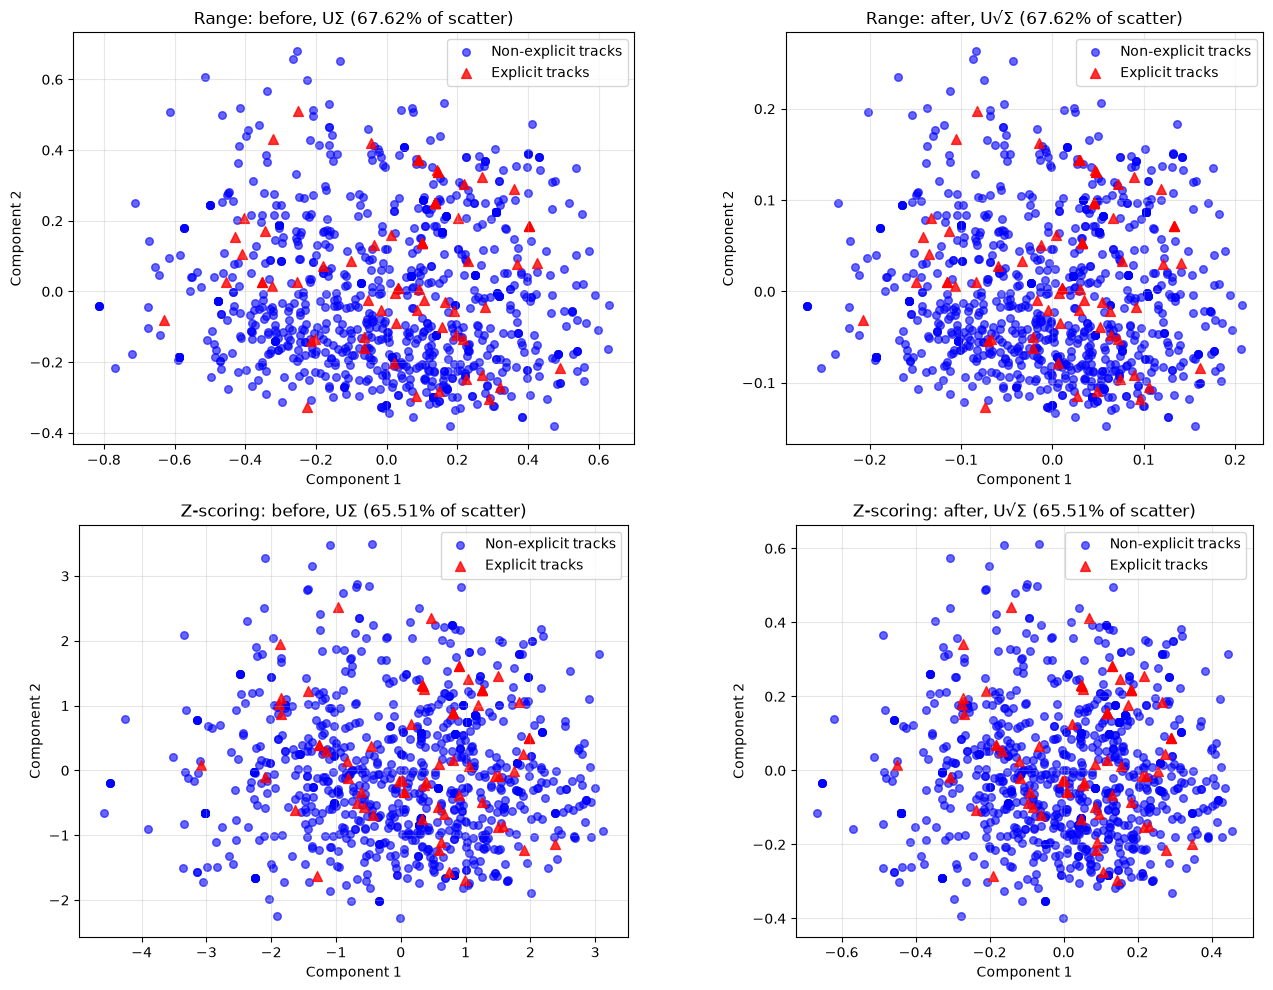 Range: before, UΣ (67.62% of scatter)
Non-explicit tracks
Explicit tracks
Component 2
0.6
0.4
0.2
0.0
−0.2
−0.4
−0.8 −0.6 −0.4 −0.2 0.0 0.2 0.4 0.6
Component 1
Range: after, U√Σ (67.62% of scatter)
Non-explicit tracks
Explicit tracks
Component 2
0.2
0.1
0.0
−0.1
−0.2 −0.1 0.0 0.1 0.2
Component 1
Z-scoring: before, UΣ (65.51% of scatter)
Non-explicit tracks
Explicit tracks
Component 2
3
2
1
0
−1
−2
−4 −3 −2 −1 0 1 2 3
Component 1
Z-scoring: after, U√Σ (65.51% of scatter)
Non-explicit tracks
Explicit tracks
Component 2
0.6
0.4
0.2
0.0
−0.2
−0.4
−0.6 −0.4 −0.2 0.0 0.2 0.4
Component 1